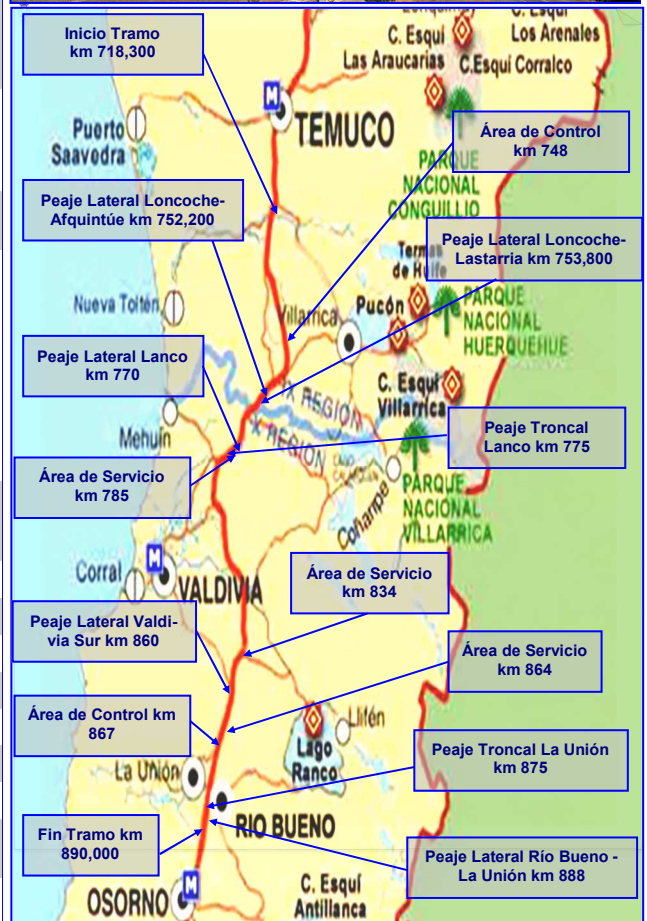 C. Esquí
Los Arenales
C. Esquí
Las Araucarias
C.Esquí Corralco
Inicio Tramo
km 718,300
M
TEMUCO
Puerto
Saavedra
Área de Control
km 748
PARQUE
NACIONAL
CONGUILLIO
Peaje Lateral Loncoche-
Afquintúe km 752,200
Peaje Lateral Loncoche-
Lastarria km 753,800
Termas
de Huife
Nueva Toltén
Villarrica
Pucón
PARQUE
NACIONAL
HUERQUEHUE
Peaje Lateral Lanco
km 770
C. Esquí
Villarrica
IX REGION
X REGION
Mehuín
Peaje Troncal
Lanco km 775
Área de Servicio
km 785
Coñaripe
PARQUE
NACIONAL
VILLARRICA
M
Corral
VALDIVIA
Área de Servicio
km 834
Peaje Lateral Valdi-
via Sur km 860
Área de Servicio
km 864
Área de Control km
867
Llifén
Lago
Ranco
La Unión
Peaje Troncal La Unión
km 875
RIO BUENO
Fin Tramo km
890,000
Peaje Lateral Río Bueno -
La Unión km 888
M
OSORNO
C. Esquí
Antillanca